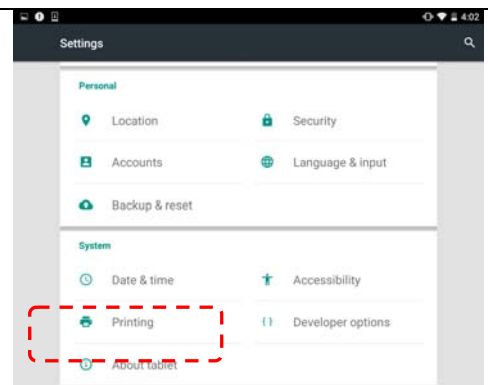 4:02
Settings
Personal
Location Security
Accounts Language & input
Backup & reset
System
Date & time Accessibility
Printing { } Developer options
About tablet